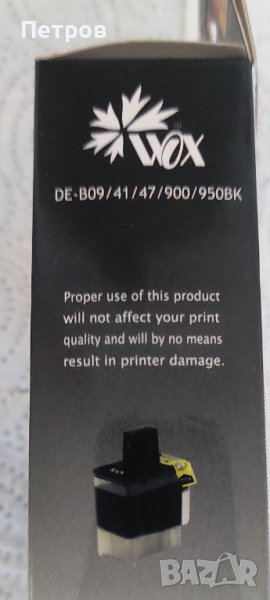 Петров
WOX
DE-B09/41/47/900/950BK
Proper use of this product
will not affect your print
quality and will by no means
result in printer damage.
BAZAR